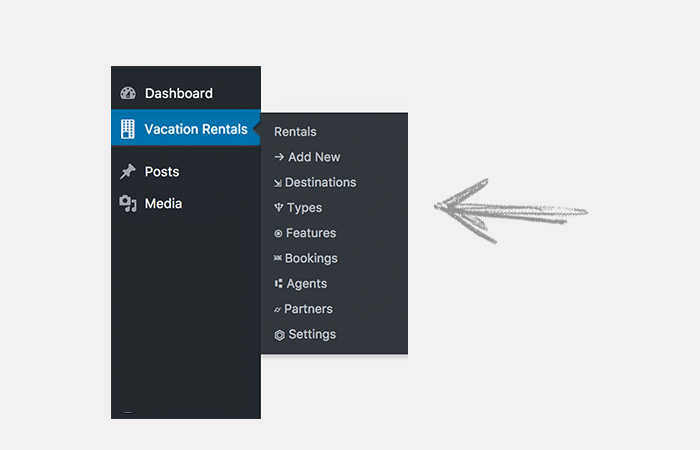 Dashboard
Vacation Rentals
Posts
Media
Rentals
Add New
Destinations
Types
Features
Bookings
Agents
Partners
Settings